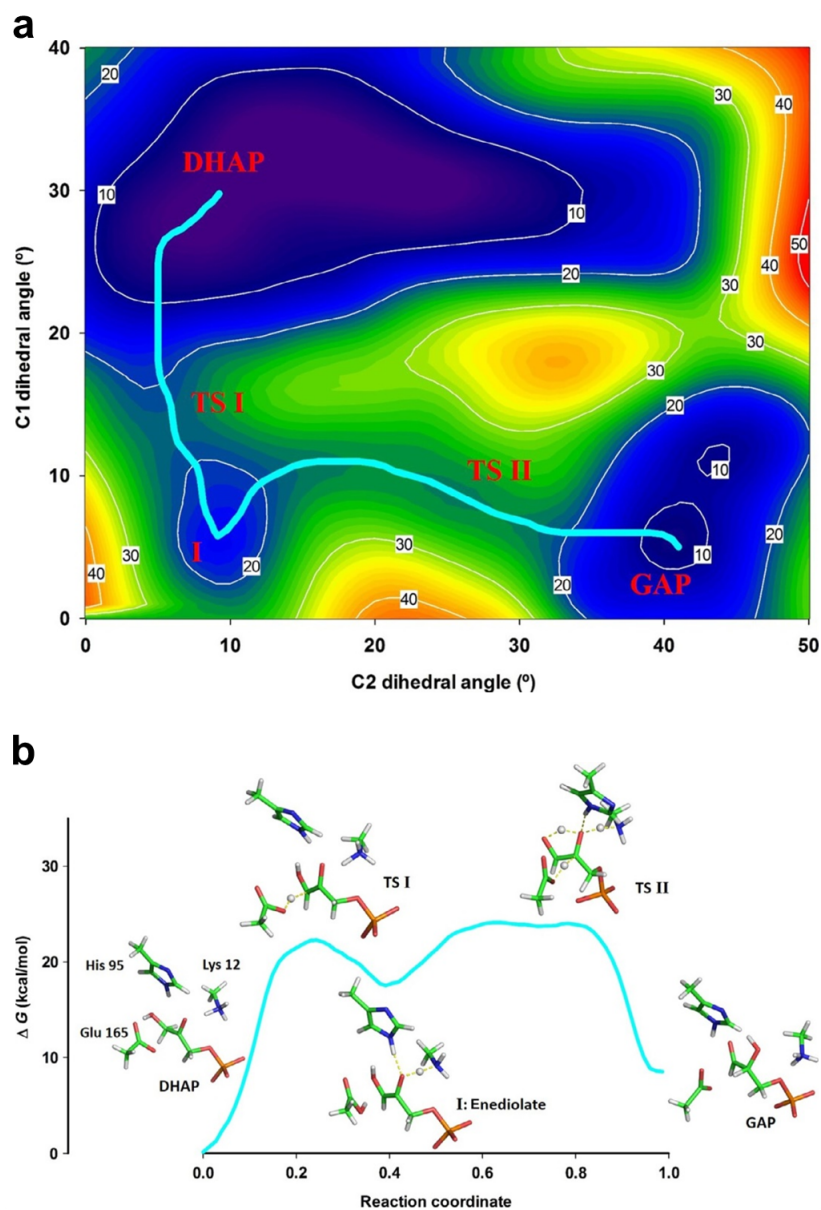 a
40
30
20
10
0
C1 dihedral angle (º)
20
30
40
10
DHAP
10
50
20
40
30
30
30
TS I
20
10
TS II
I
20
30
40
30
40
20
10
GAP
20
0
10
20
30
40
50
C2 dihedral angle (º)
b
30
20
10
0
Δ G (kcal/mol)
TS I
TS II
His 95
Lys 12
Glu 165
DHAP
I: Enediolate
GAP
0.0
0.2
0.4
0.6
0.8
1.0
Reaction coordinate